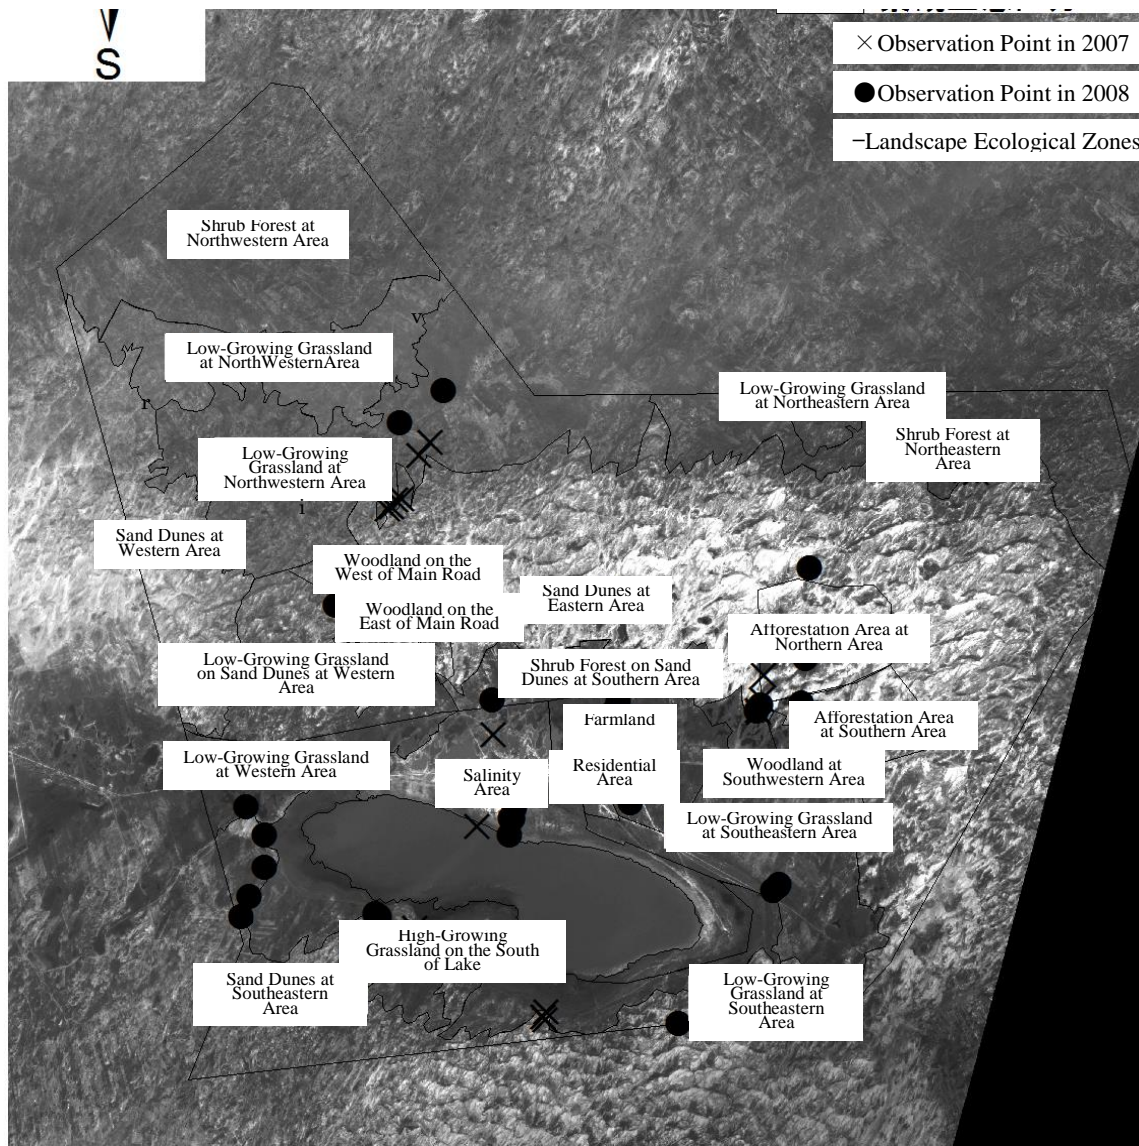 S
× Observation Point in 2007
Observation Point in 2008
Landscape Ecological Zones
Shrub Forest at
Northwestern Area
v
Low-Growing Grassland
at NorthWesternArea
r
Low-Growing Grassland
at Northeastern Area
Shrub Forest at
Northeastern
Area
Low-Growing
Grassland at
Northwestern Area
i
Sand Dunes at
Western Area
Woodland on the
West of Main Road
Sand Dunes at
Eastern Area
Woodland on the
East of Main Road
Afforestation Area at
Northern Area
Low-Growing Grassland
on Sand Dunes at Western
Area
Shrub Forest on Sand
Dunes at Southern Area
Farmland
Afforestation Area
at Southern Area
Low-Growing Grassland
at Western Area
Salinity
Area
Residential
Area
Woodland at
Southwestern Area
Low-Growing Grassland
at Southeastern Area
High-Growing
Grassland on the South
of Lake
Sand Dunes at
Southeastern
Area
Low-Growing
Grassland at
Southeastern
Area